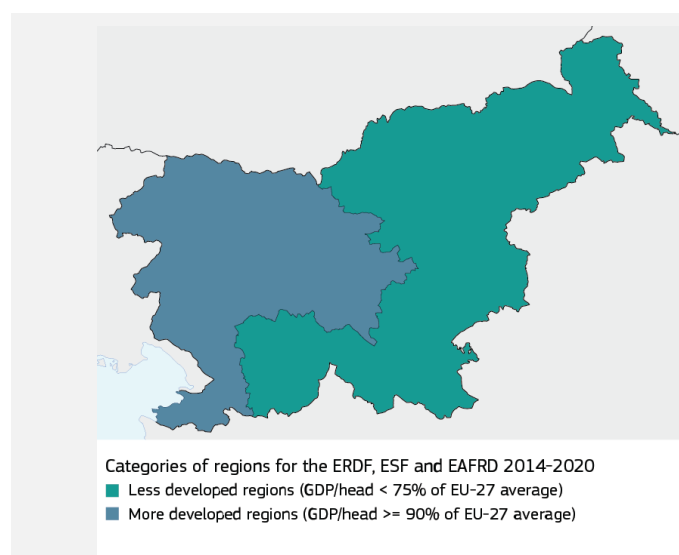 Categories of regions for the ERDF, ESF and EAFRD 2014-2020
Less developed regions (GDP/head < 75% of EU-27 average)
More developed regions (GDP/head >= 90% of EU-27 average)